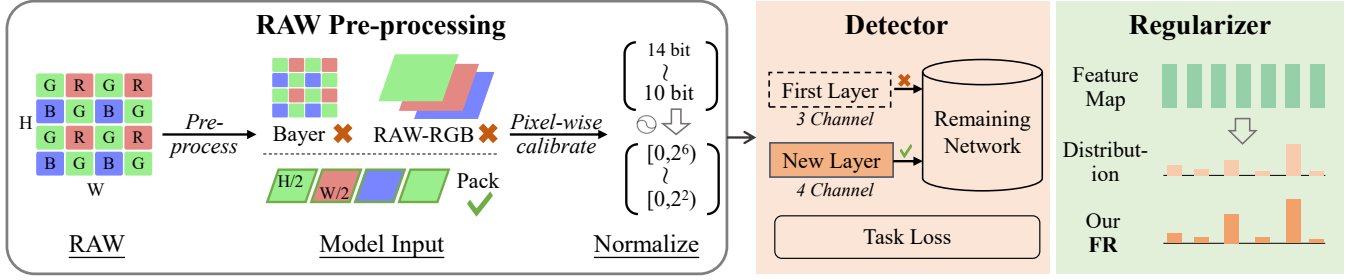 RAW Pre-processing
G R G R
B G B G
G R G R
B G B G
H
W
RAW
Pre-
process
Bayer
RAW-RGB
H/2
W/2
Pack
Model Input
Pixel-wise
calibrate
14 bit
~
10 bit
[0,2⁶)
~
[0,2²)
Normalize
Detector
First Layer
3 Channel
New Layer
4 Channel
Remaining
Network
Task Loss
Regularizer
Feature
Map
Distribut-
ion
Our
FR